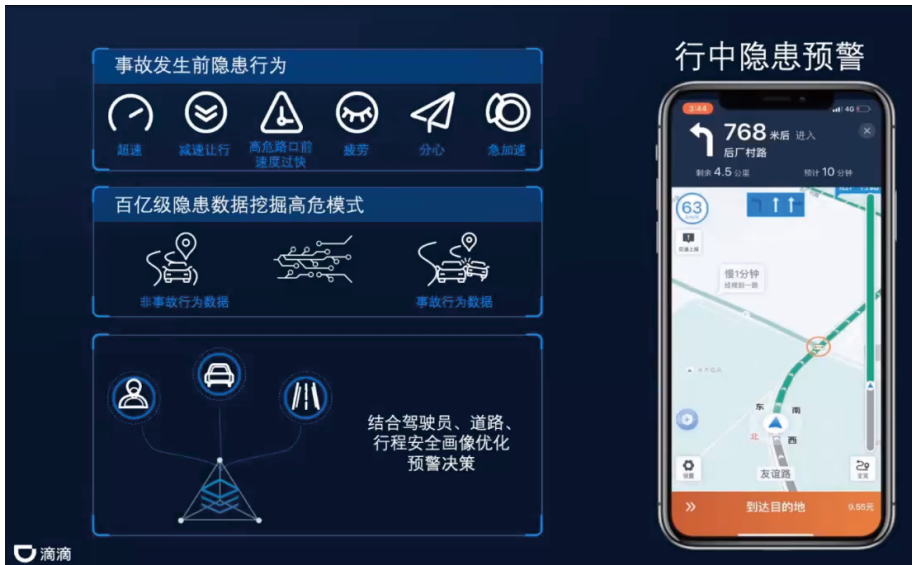 事故发生前隐患行为
超速
减速让行
高危路口前
速度过快
疲劳
分心
急加速
百亿级隐患数据挖掘高危模式
非事故行为数据
事故行为数据
结合驾驶员、道路、
行程安全画像优化
预警决策
滴滴
行中隐患预警
3:44
4G
768 米后 进入
后厂村路
剩余 4.5 公里
预计 10 分钟
63
慢1分钟
东
南
北
西
友谊路
到达目的地
9.55元